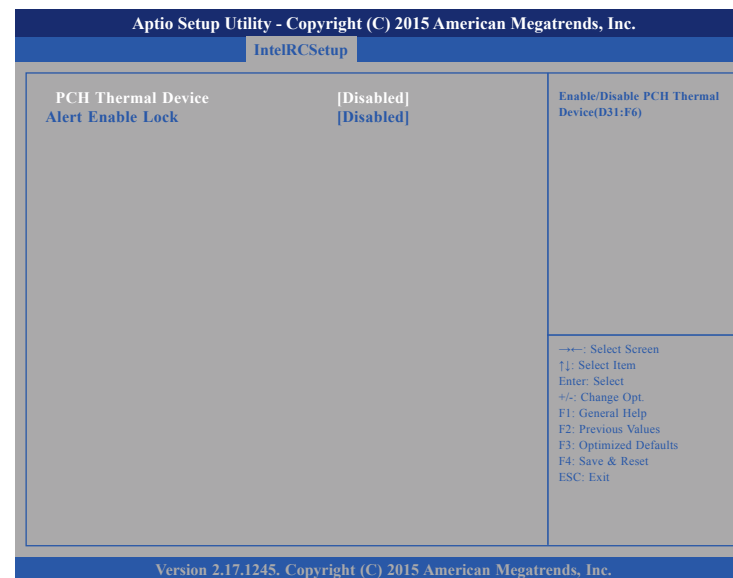 Aptio Setup Utility - Copyright (C) 2015 American Megatrends, Inc.
IntelRCSetup
PCH Thermal Device [Disabled]
Alert Enable Lock [Disabled]
Enable/Disable PCH Thermal
Device(D31:F6)
→←: Select Screen
↑↓: Select Item
Enter: Select
+/-: Change Opt.
F1: General Help
F2: Previous Values
F3: Optimized Defaults
F4: Save & Reset
ESC: Exit
Version 2.17.1245. Copyright (C) 2015 American Megatrends, Inc.